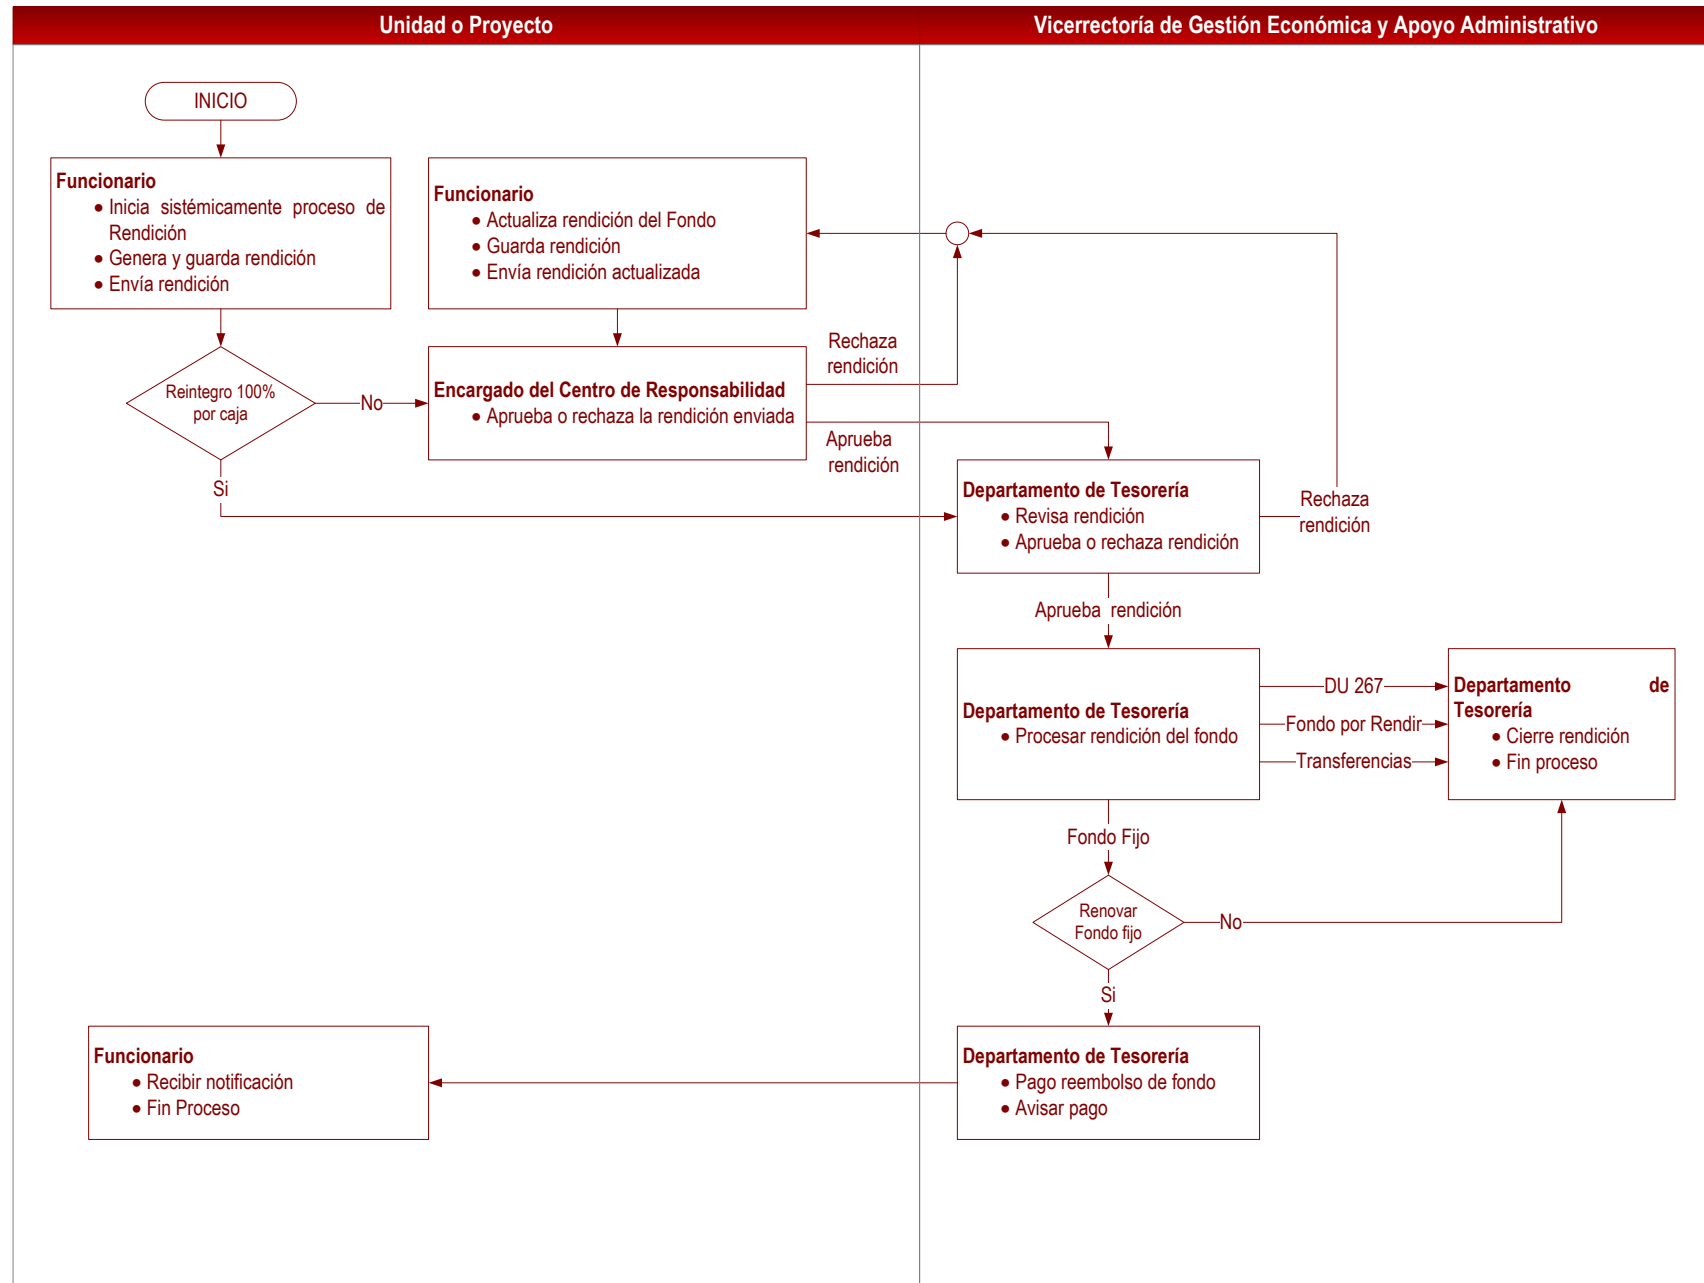 Unidad o Proyecto
Vicerrectoría de Gestión Económica y Apoyo Administrativo
INICIO
Funcionario
● Inicia sistémicamente proceso de
Rendición
● Genera y guarda rendición
● Envía rendición
Funcionario
● Actualiza rendición del Fondo
● Guarda rendición
● Envía rendición actualizada
Reintegro 100%
por caja
No
Si
Encargado del Centro de Responsabilidad
● Aprueba o rechaza la rendición enviada
Rechaza
rendición
Aprueba
rendición
Departamento de Tesorería
● Revisa rendición
● Aprueba o rechaza rendición
Rechaza
rendición
Aprueba rendición
Departamento de Tesorería
● Procesar rendición del fondo
DU 267
Fondo por Rendir
Transferencias
Departamento de
Tesorería
● Cierre rendición
● Fin proceso
Fondo Fijo
Renovar
Fondo fijo
No
Si
Departamento de Tesorería
● Pago reembolso de fondo
● Avisar pago
Funcionario
● Recibir notificación
● Fin Proceso